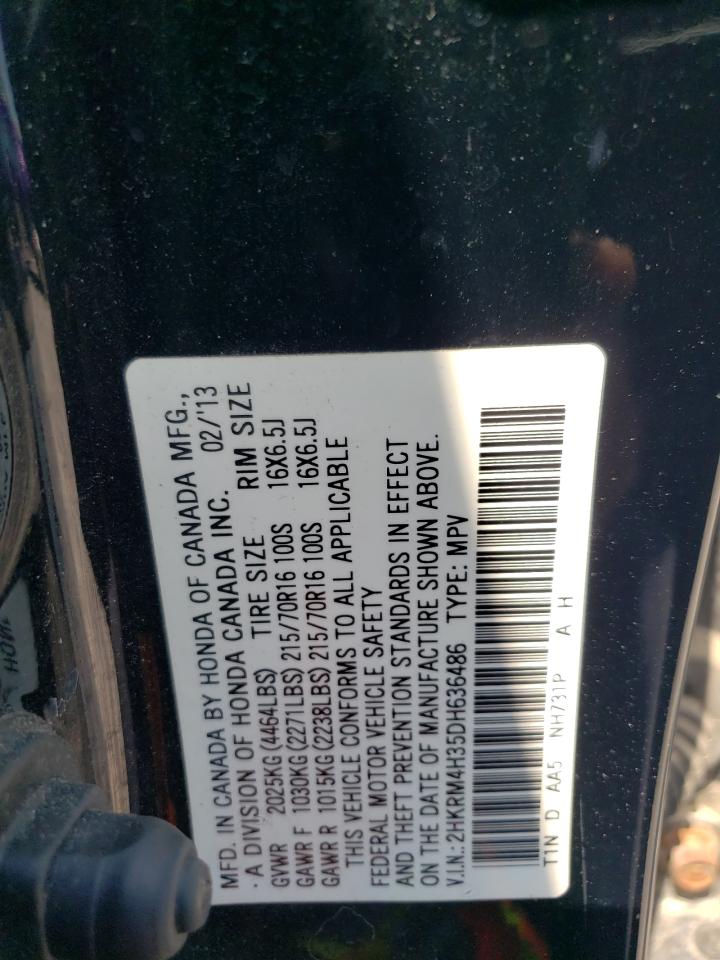 MFD. IN CANADA BY HONDA OF CANADA MFG.,
· A DIVISION OF HONDA CANADA INC. 02/'13
GVWR 2025KG(4464LBS) TIRE SIZE RIM SIZE
GAWR F 1030KG(2271LBS) 215/70R16 100S 16X6.5J
GAWR R 1015KG(2238LBS) 215/70R16 100S 16X6.5J
THIS VEHICLE CONFORMS TO ALL APPLICABLE
FEDERAL MOTOR VEHICLE SAFETY
AND THEFT PREVENTION STANDARDS IN EFFECT
ON THE DATE OF MANUFACTURE SHOWN ABOVE.
V.I.N.: 2HKRM4H35DH636486 TYPE: MPV
T1N D AA5 NH731P A H